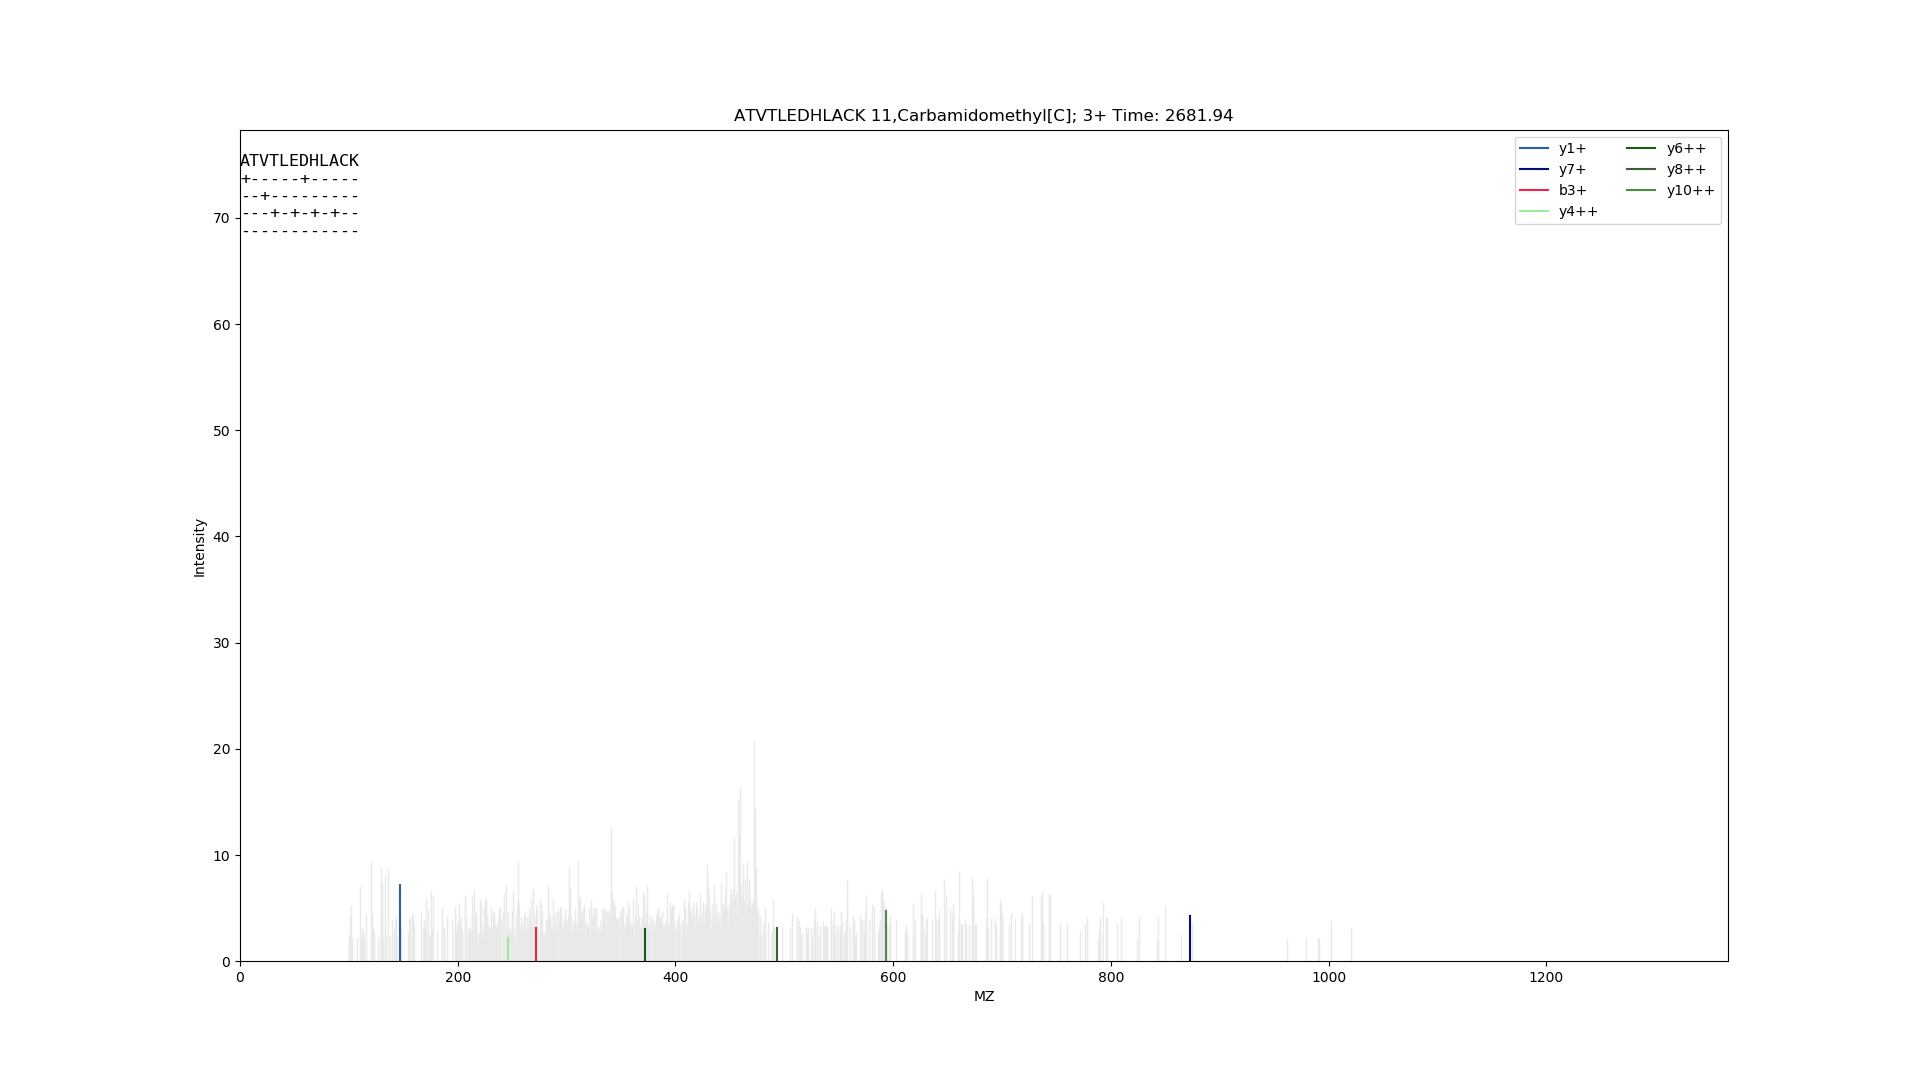 ATVTLEDHLACK 11,Carbamidomethyl[C]; 3+ Time: 2681.94
ATVTLEDHLACK
+-----+-----
--+---------
---+-+-+-+--
------------
y1+
y7+
b3+
y4++
y6++
y8++
y10++
70
60
50
40
30
20
10
0
Intensity
0 200 400 600 800 1000 1200
MZ